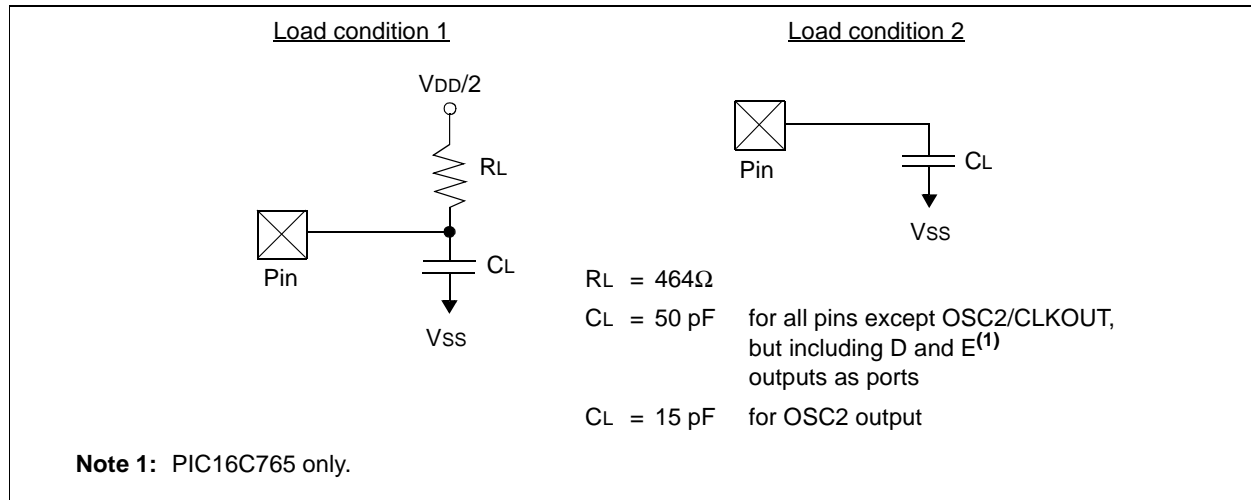 Load condition 1
VDD/2
RL
Pin
CL
VSS
Load condition 2
Pin
CL
VSS
RL = 464Ω
CL = 50 pF for all pins except OSC2/CLKOUT,
but including D and E(1)
outputs as ports
CL = 15 pF for OSC2 output
Note 1: PIC16C765 only.